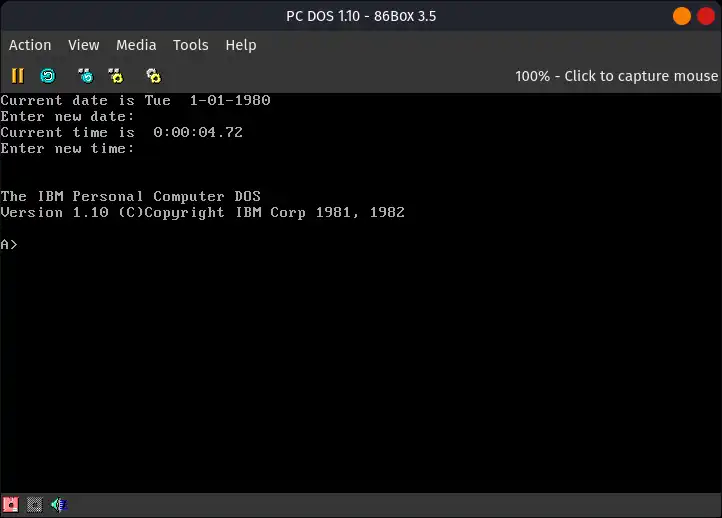 PC DOS 1.10 - 86Box 3.5
Action View Media Tools Help
100% - Click to capture mouse
Current date is Tue  1-01-1980
Enter new date:
Current time is  0:00:04.72
Enter new time:
The IBM Personal Computer DOS
Version 1.10 (C)Copyright IBM Corp 1981, 1982
A>